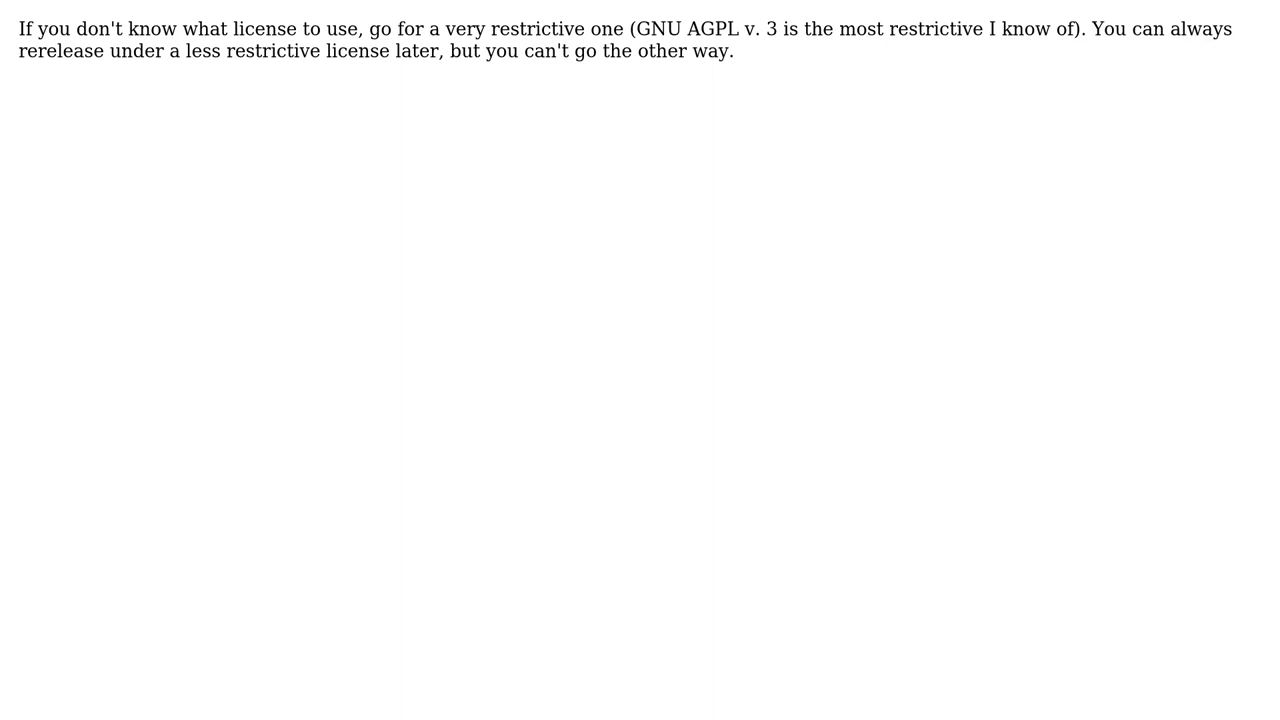 If you don't know what license to use, go for a very restrictive one (GNU AGPL v. 3 is the most restrictive I know of). You can always
rerelease under a less restrictive license later, but you can't go the other way.